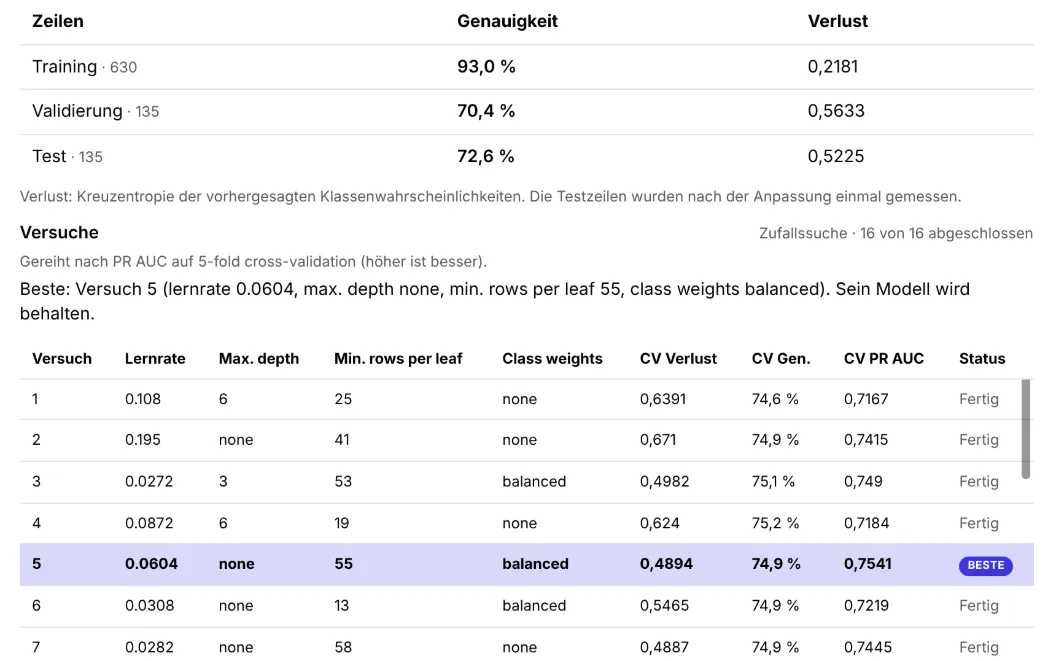 Zeilen Genauigkeit Verlust
Training · 630 93,0 % 0,2181
Validierung · 135 70,4 % 0,5633
Test · 135 72,6 % 0,5225
Verlust: Kreuzentropie der vorhergesagten Klassenwahrscheinlichkeiten. Die Testzeilen wurden nach der Anpassung einmal gemessen.
Versuche Zufallssuche · 16 von 16 abgeschlossen
Gereiht nach PR AUC auf 5-fold cross-validation (höher ist besser).
Beste: Versuch 5 (lernrate 0.0604, max. depth none, min. rows per leaf 55, class weights balanced). Sein Modell wird
behalten.
Versuch Lernrate Max. depth Min. rows per leaf Class weights CV Verlust CV Gen. CV PR AUC Status
1 0.108 6 25 none 0,6391 74,6 % 0,7167 Fertig
2 0.195 none 41 none 0,671 74,9 % 0,7415 Fertig
3 0.0272 3 53 balanced 0,4982 75,1 % 0,749 Fertig
4 0.0872 6 19 none 0,624 75,2 % 0,7184 Fertig
5 0.0604 none 55 balanced 0,4894 74,9 % 0,7541 BESTE
6 0.0308 none 13 balanced 0,5465 74,9 % 0,7219 Fertig
7 0.0282 none 58 none 0,4887 74,9 % 0,7445 Fertig